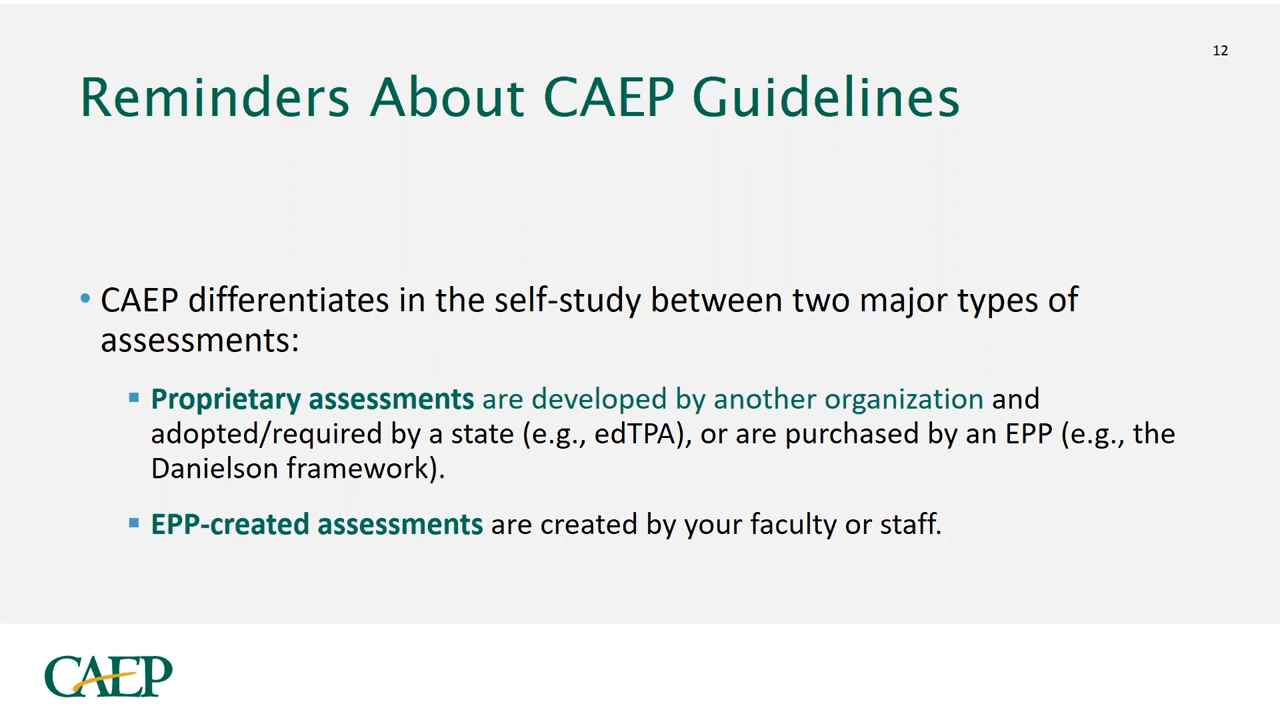 12
Reminders About CAEP Guidelines
• CAEP differentiates in the self-study between two major types of
assessments:
▪ Proprietary assessments are developed by another organization and
adopted/required by a state (e.g., edTPA), or are purchased by an EPP (e.g., the
Danielson framework).
▪ EPP-created assessments are created by your faculty or staff.
CAEP